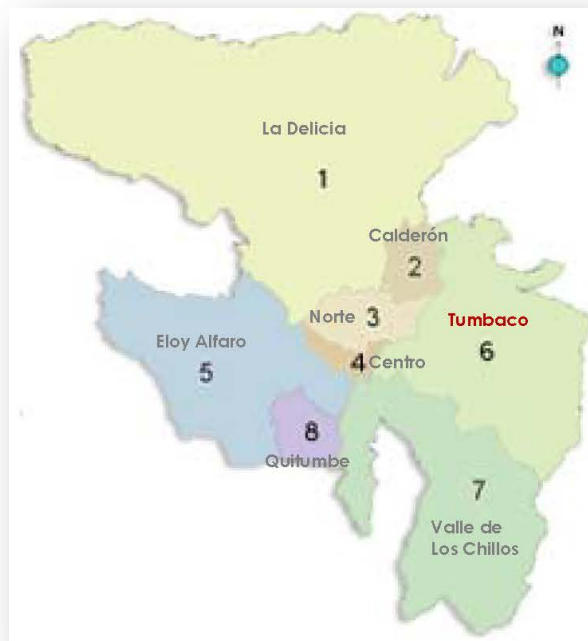 N
La Delicia
1
Calderón
2
Norte
3
Tumbaco
6
Eloy Alfaro
5
4
Centro
8
Quitumbe
7
Valle de
Los Chillos